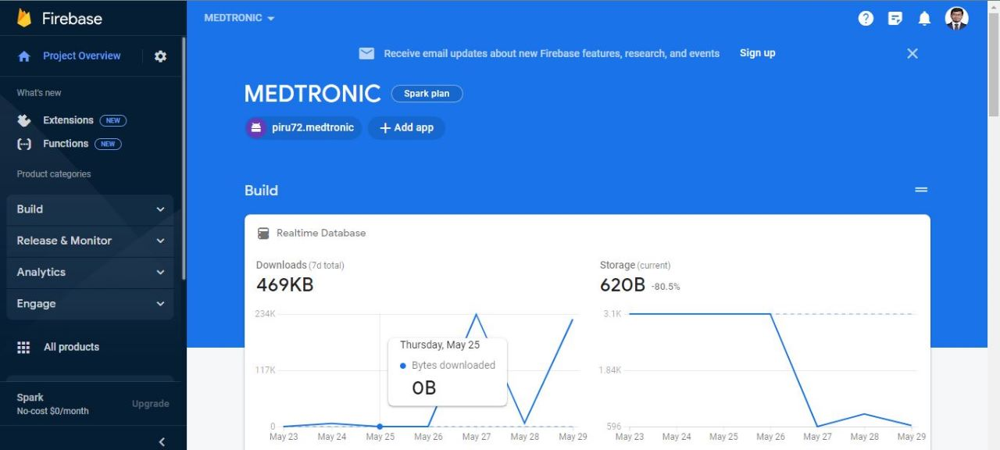 Firebase
MEDTRONIC
Receive email updates about new Firebase features, research, and events Sign up
Project Overview
What's new
Extensions NEW
Functions NEW
Product categories
Build
Release & Monitor
Analytics
Engage
All products
Spark
No-cost $0/month
Upgrade
MEDTRONIC Spark plan
piru72.medtronic + Add app
Build
Realtime Database
Downloads (7d total)
469KB
234K
117K
0
Thursday, May 25
Bytes downloaded
0B
May 23 May 24 May 25 May 26 May 27 May 28 May 29
Storage (current)
620B -80.5%
3.1K
1.84K
596
May 23 May 24 May 25 May 26 May 27 May 28 May 29